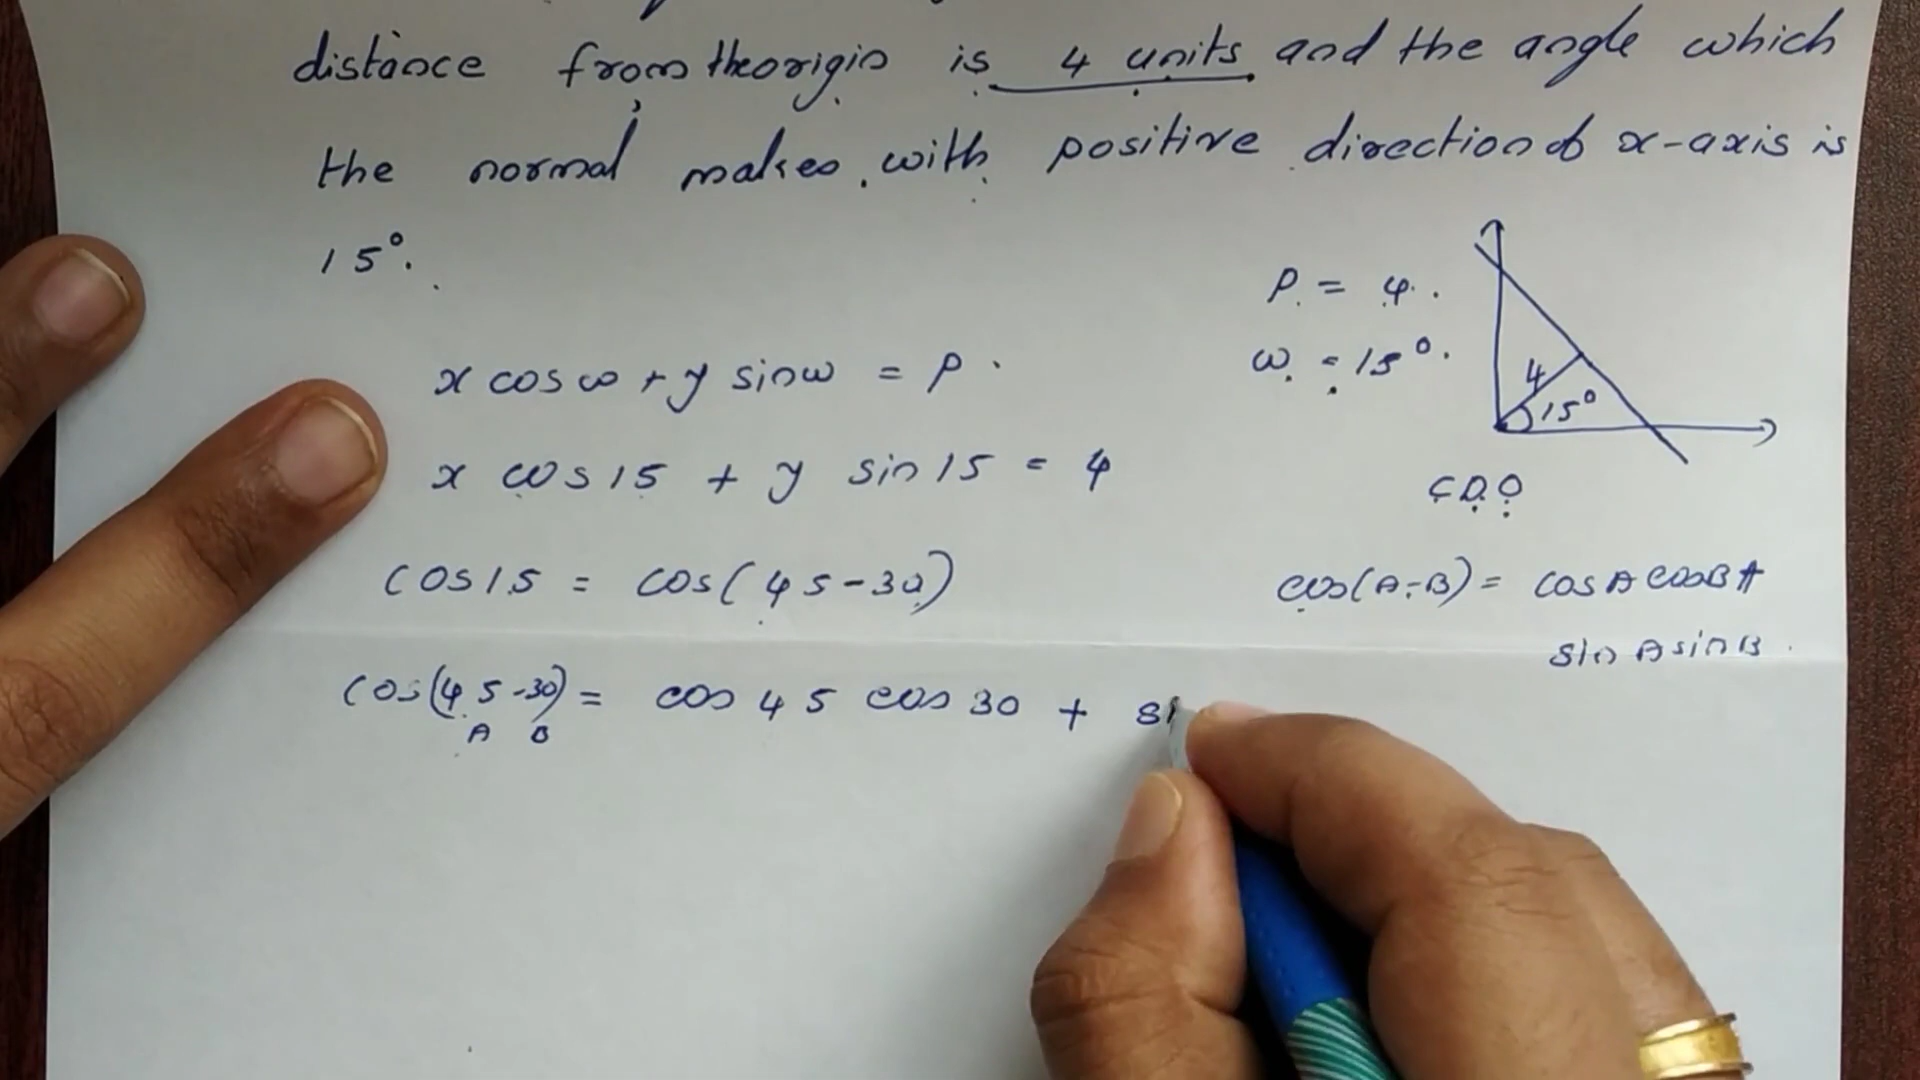 distance from the origin is 4 units and the angle which
the normal makes with positive direction of x-axis is
15°.
P = 4.
ω = 15°.
4
15°
x cos ω + y sin ω = P.
x cos 15 + y sin 15 = 4
cos 15 = cos(45-30)
cos(A-B) = cos A cos B +
sin A sin B.
cos(45-30) = cos 45 cos 30 +
A B